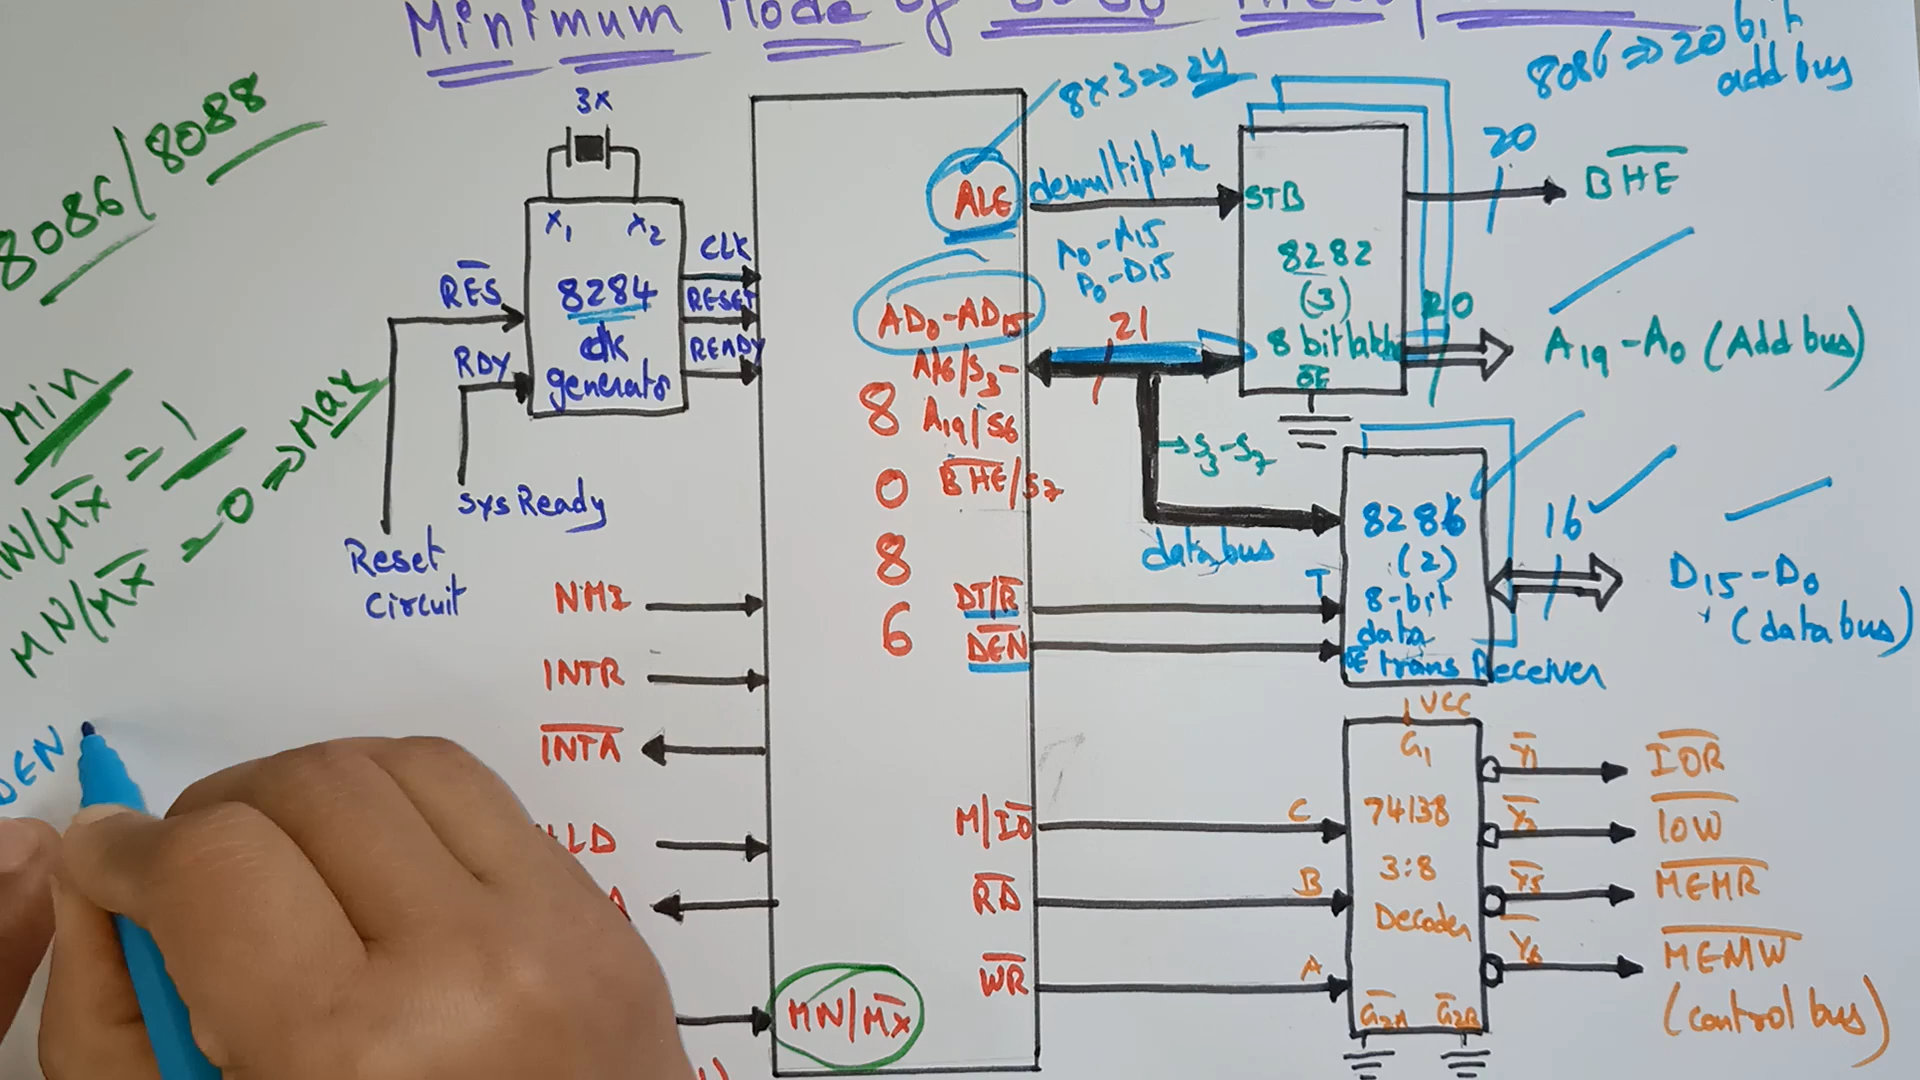 Minimum Mode of 8086
8086 ⇒ 20 bit
add bus
8086/8088
3x
8 x 3 ⇒ 24
20
ALE
demultiplex
STB
BHE
X1 X2
CLK
RES
8284
RESET
clk
READY
RDY
generator
A0-A15
D0-D15
8282
(3)
8 bit latch
OE
AD0-AD15
21
20
A19-A0 (Add bus)
A16/S3-
A19/S6
BHE/S7
→S3-S7
Min
MN/MX = 1
MN/MX = 0 ⇒ Max
sys Ready
Reset
Circuit
8
0
8
6
data bus
8286
(2)
8-bit
data
trans Receiver
T
OE
16
D15-D0
(data bus)
NMI
DT/R
DEN
INTR
INTA
DEN
LD
A
VCC
G1
74138
3:8
Decoder
G2A G2B
M/IO
C
RD
B
WR
A
Y1
IOR
Y2
IOW
Y5
MEMR
Y6
MEMW
(control bus)
MN/MX